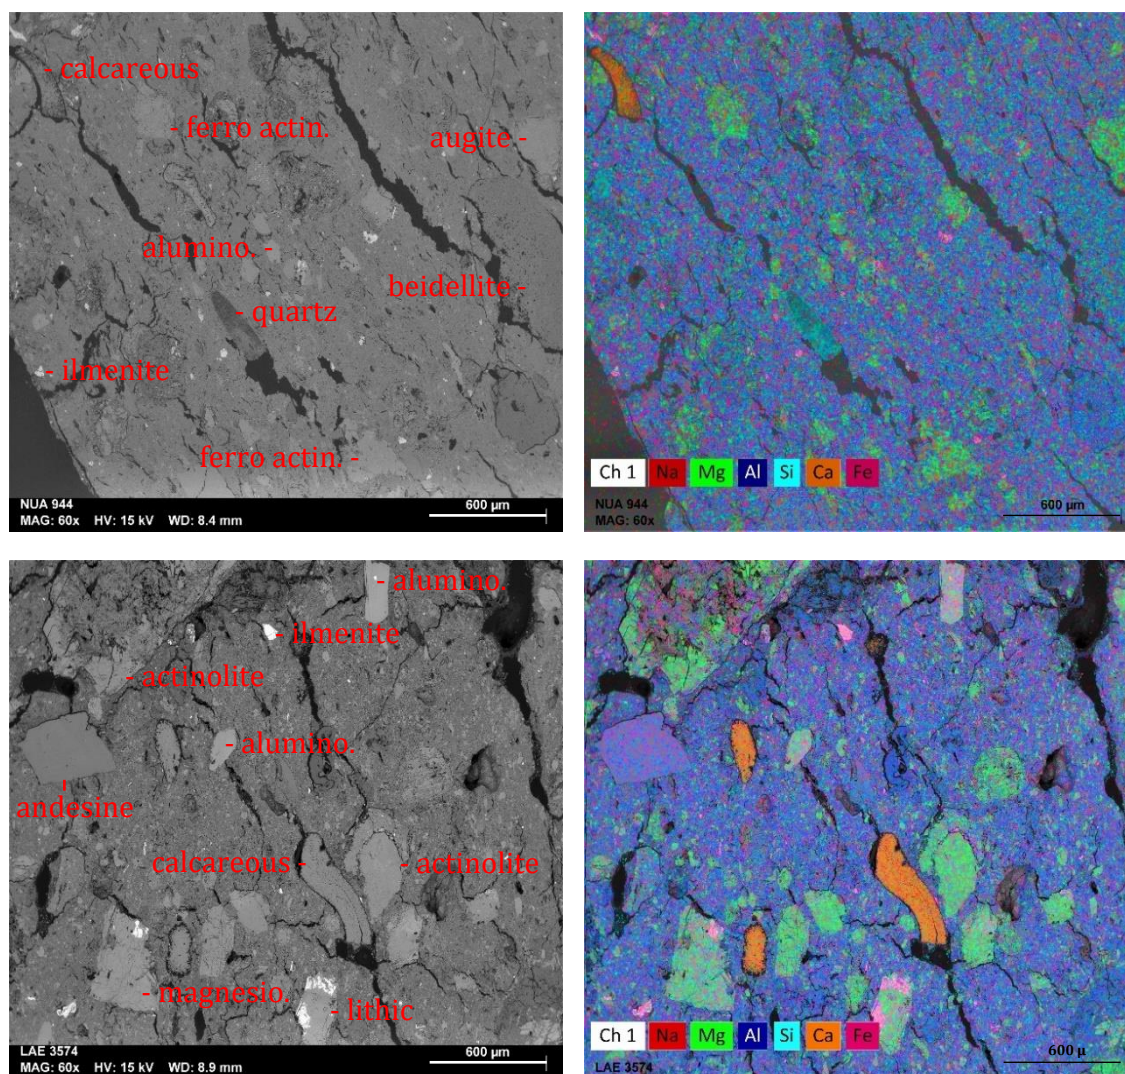 - calcareous
- ferro actin.
augite -
alumino. -
beidellite -
- quartz
- ilmenite
ferro actin. -
NUA 944
MAG: 60x HV: 15 kV WD: 8.4 mm
600 µm
Ch 1 Na Mg Al Si Ca Fe
NUA 944
MAG: 60x
600 µm
- alumino.
- ilmenite
- actinolite
- alumino.
andesine
calcareous -
- actinolite
- magnesio.
- lithic
LAE 3574
MAG: 60x HV: 15 kV WD: 8.9 mm
600 µm
Ch 1 Na Mg Al Si Ca Fe
LAE 3574
600 µ